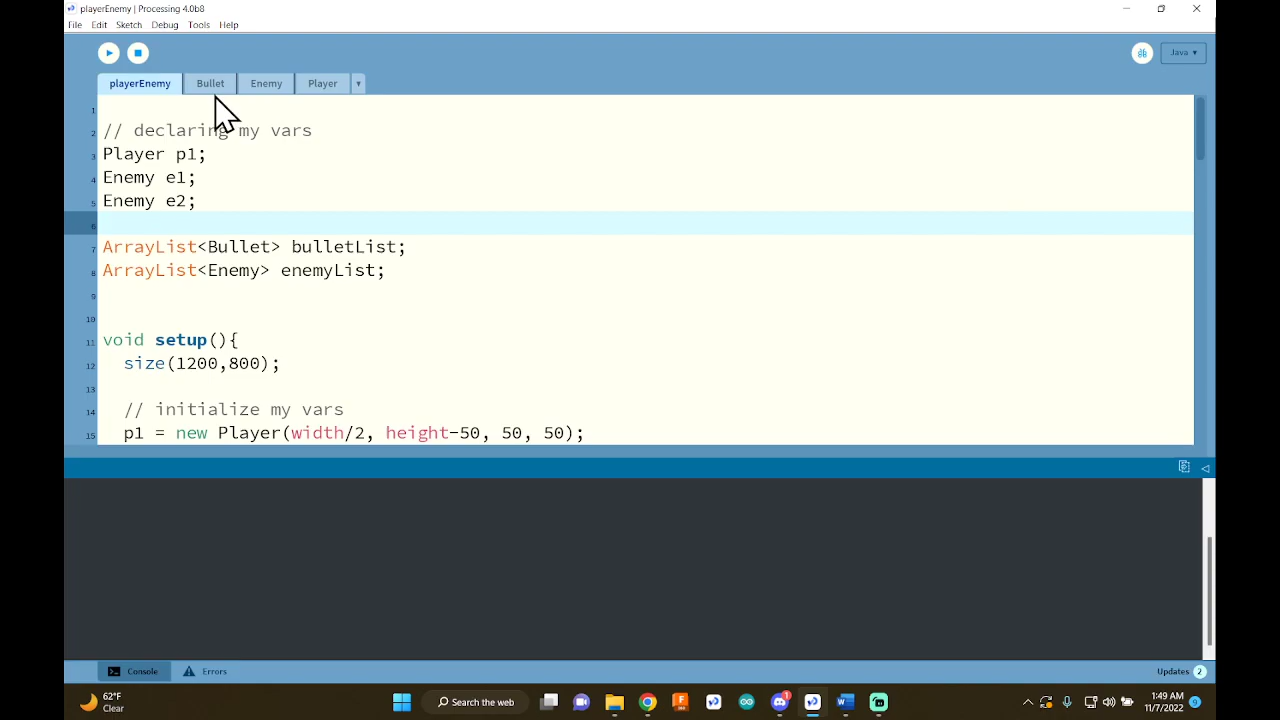 playerEnemy | Processing 4.0b8
File Edit Sketch Debug Tools Help
Java ▾
playerEnemy Bullet Enemy Player ▾
1
2 // declaring my vars
3 Player p1;
4 Enemy e1;
5 Enemy e2;
6
7 ArrayList<Bullet> bulletList;
8 ArrayList<Enemy> enemyList;
9
10
11 void setup(){
12 size(1200,800);
13
14 // initialize my vars
15 p1 = new Player(width/2, height-50, 50, 50);
Console Errors
Updates 2
62°F
Clear
Search the web
1
1:49 AM
11/7/2022
9